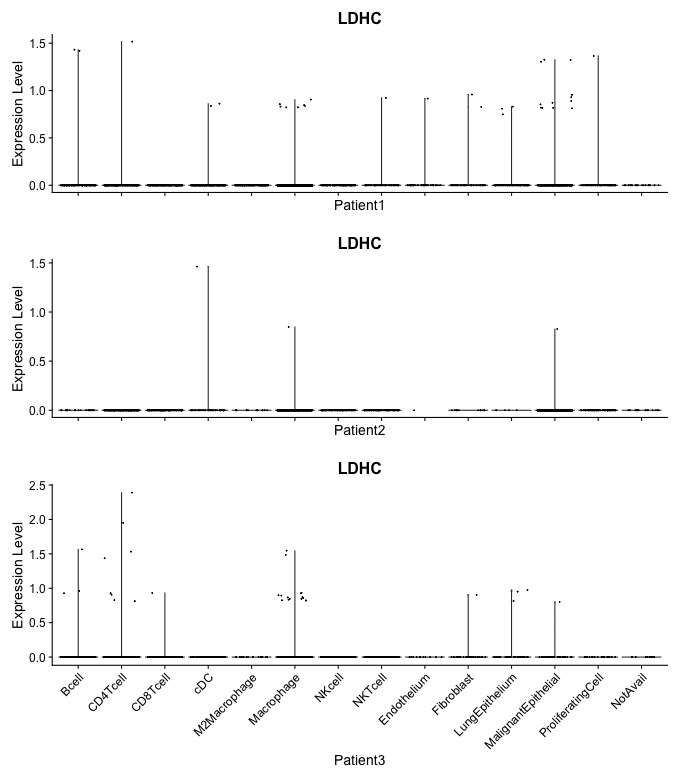 LDHC
Expression Level
1.5
1.0
0.5
0.0
Patient1
LDHC
Expression Level
1.5
1.0
0.5
0.0
Patient2
LDHC
Expression Level
2.5
2.0
1.5
1.0
0.5
0.0
Bcell
CD4Tcell
CD8Tcell
cDC
M2Macrophage
Macrophage
NKcell
NKTcell
Endothelium
Fibroblast
LungEpithelium
MalignantEpithelial
ProliferatingCell
NotAvail
Patient3